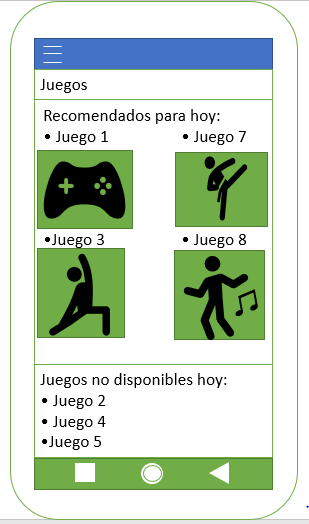 Juegos
Recomendados para hoy:
• Juego 1
• Juego 7
•Juego 3
• Juego 8
Juegos no disponibles hoy:
• Juego 2
• Juego 4
•Juego 5